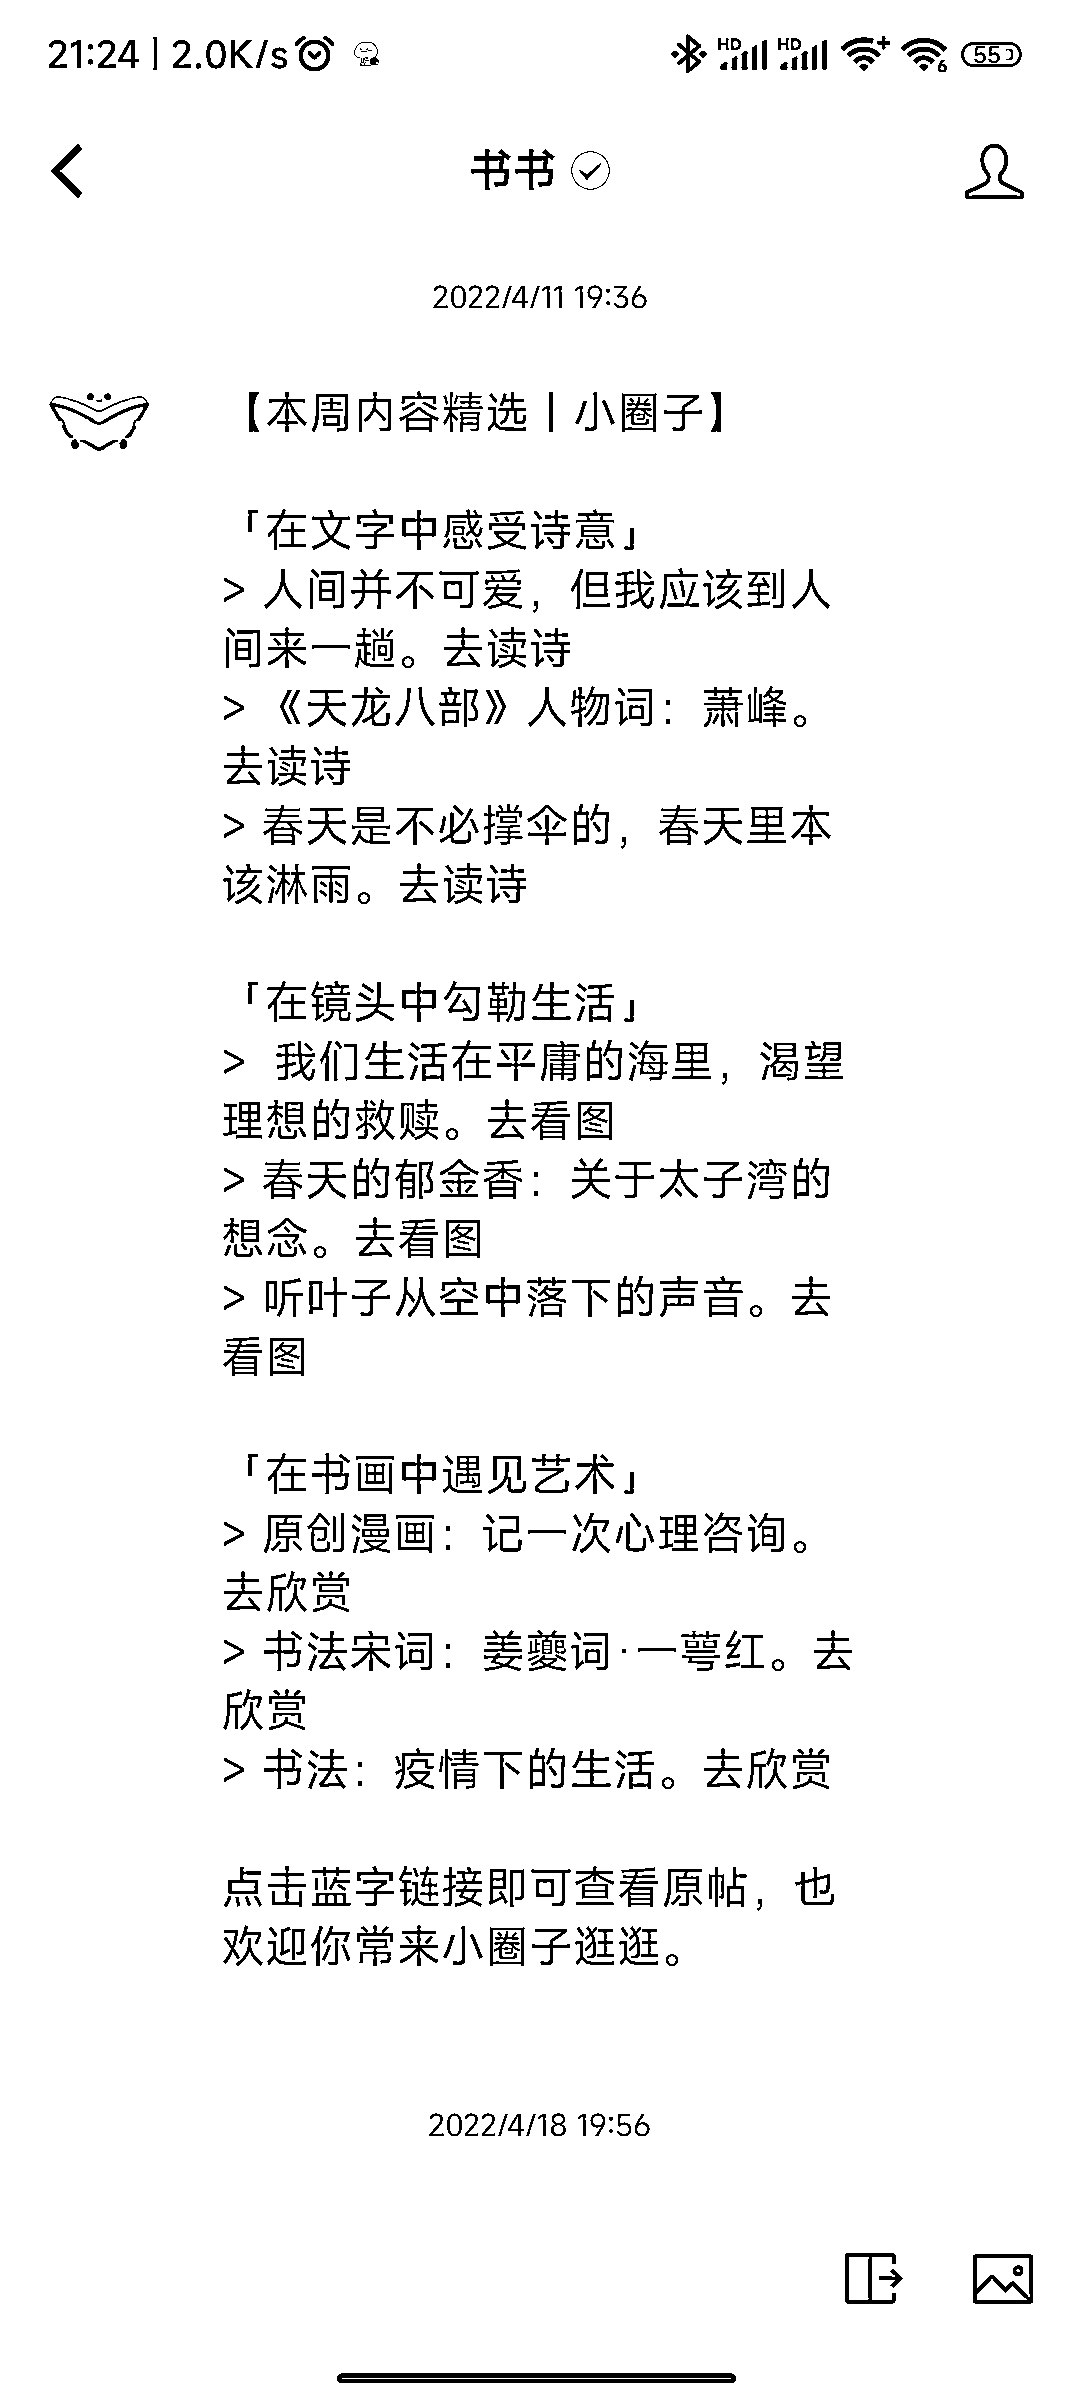 21:24 | 2.0K/s
HD HD 6 55
书书
2022/4/11 19:36
【本周内容精选丨小圈子】
「在文字中感受诗意」
> 人间并不可爱，但我应该到人
间来一趟。去读诗
> 《天龙八部》人物词：萧峰。
去读诗
> 春天是不必撑伞的，春天里本
该淋雨。去读诗
「在镜头中勾勒生活」
> 我们生活在平庸的海里，渴望
理想的救赎。去看图
> 春天的郁金香：关于太子湾的
想念。去看图
> 听叶子从空中落下的声音。去
看图
「在书画中遇见艺术」
> 原创漫画：记一次心理咨询。
去欣赏
> 书法宋词：姜夔词·一萼红。去
欣赏
> 书法：疫情下的生活。去欣赏
点击蓝字链接即可查看原帖，也
欢迎你常来小圈子逛逛。
2022/4/18 19:56